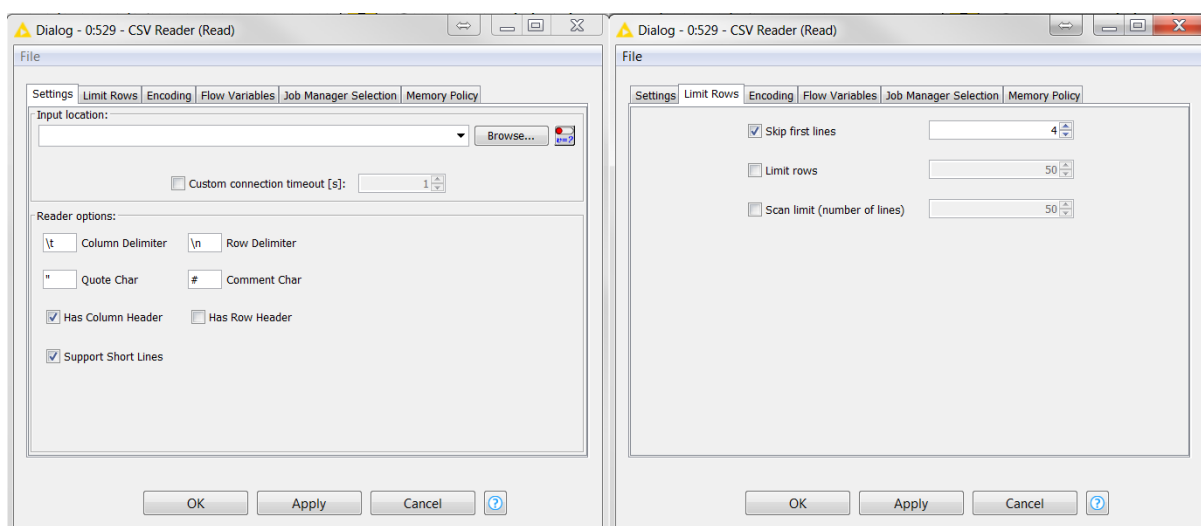 Dialog - 0:529 - CSV Reader (Read)
File
Settings Limit Rows Encoding Flow Variables Job Manager Selection Memory Policy
Input location:
Browse... v=?
Custom connection timeout [s]: 1
Reader options:
\t Column Delimiter \n Row Delimiter
" Quote Char # Comment Char
Has Column Header Has Row Header
Support Short Lines
OK Apply Cancel ?
Dialog - 0:529 - CSV Reader (Read)
File
Settings Limit Rows Encoding Flow Variables Job Manager Selection Memory Policy
Skip first lines 4
Limit rows 50
Scan limit (number of lines) 50
OK Apply Cancel ?